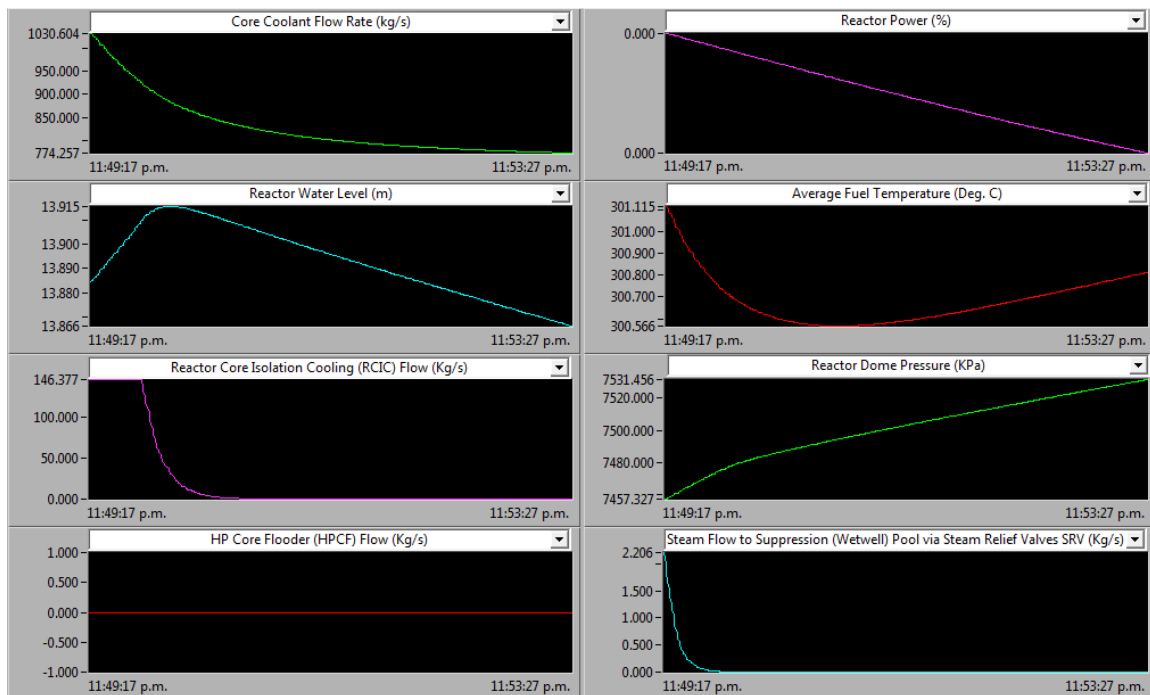 Core Coolant Flow Rate (kg/s)
1030.604
950.000
900.000
850.000
774.257
11:49:17 p.m. 11:53:27 p.m.
Reactor Power (%)
0.000
0.000
11:49:17 p.m. 11:53:27 p.m.
Reactor Water Level (m)
13.915
13.900
13.890
13.880
13.866
11:49:17 p.m. 11:53:27 p.m.
Average Fuel Temperature (Deg. C)
301.115
301.000
300.900
300.800
300.700
300.566
11:49:17 p.m. 11:53:27 p.m.
Reactor Core Isolation Cooling (RCIC) Flow (Kg/s)
146.377
100.000
50.000
0.000
11:49:17 p.m. 11:53:27 p.m.
Reactor Dome Pressure (KPa)
7531.456
7520.000
7500.000
7480.000
7457.327
11:49:17 p.m. 11:53:27 p.m.
HP Core Flooder (HPCF) Flow (Kg/s)
1.000
0.500
0.000
-0.500
-1.000
11:49:17 p.m. 11:53:27 p.m.
Steam Flow to Suppression (Wetwell) Pool via Steam Relief Valves SRV (Kg/s)
2.206
1.500
1.000
0.500
0.000
11:49:17 p.m. 11:53:27 p.m.